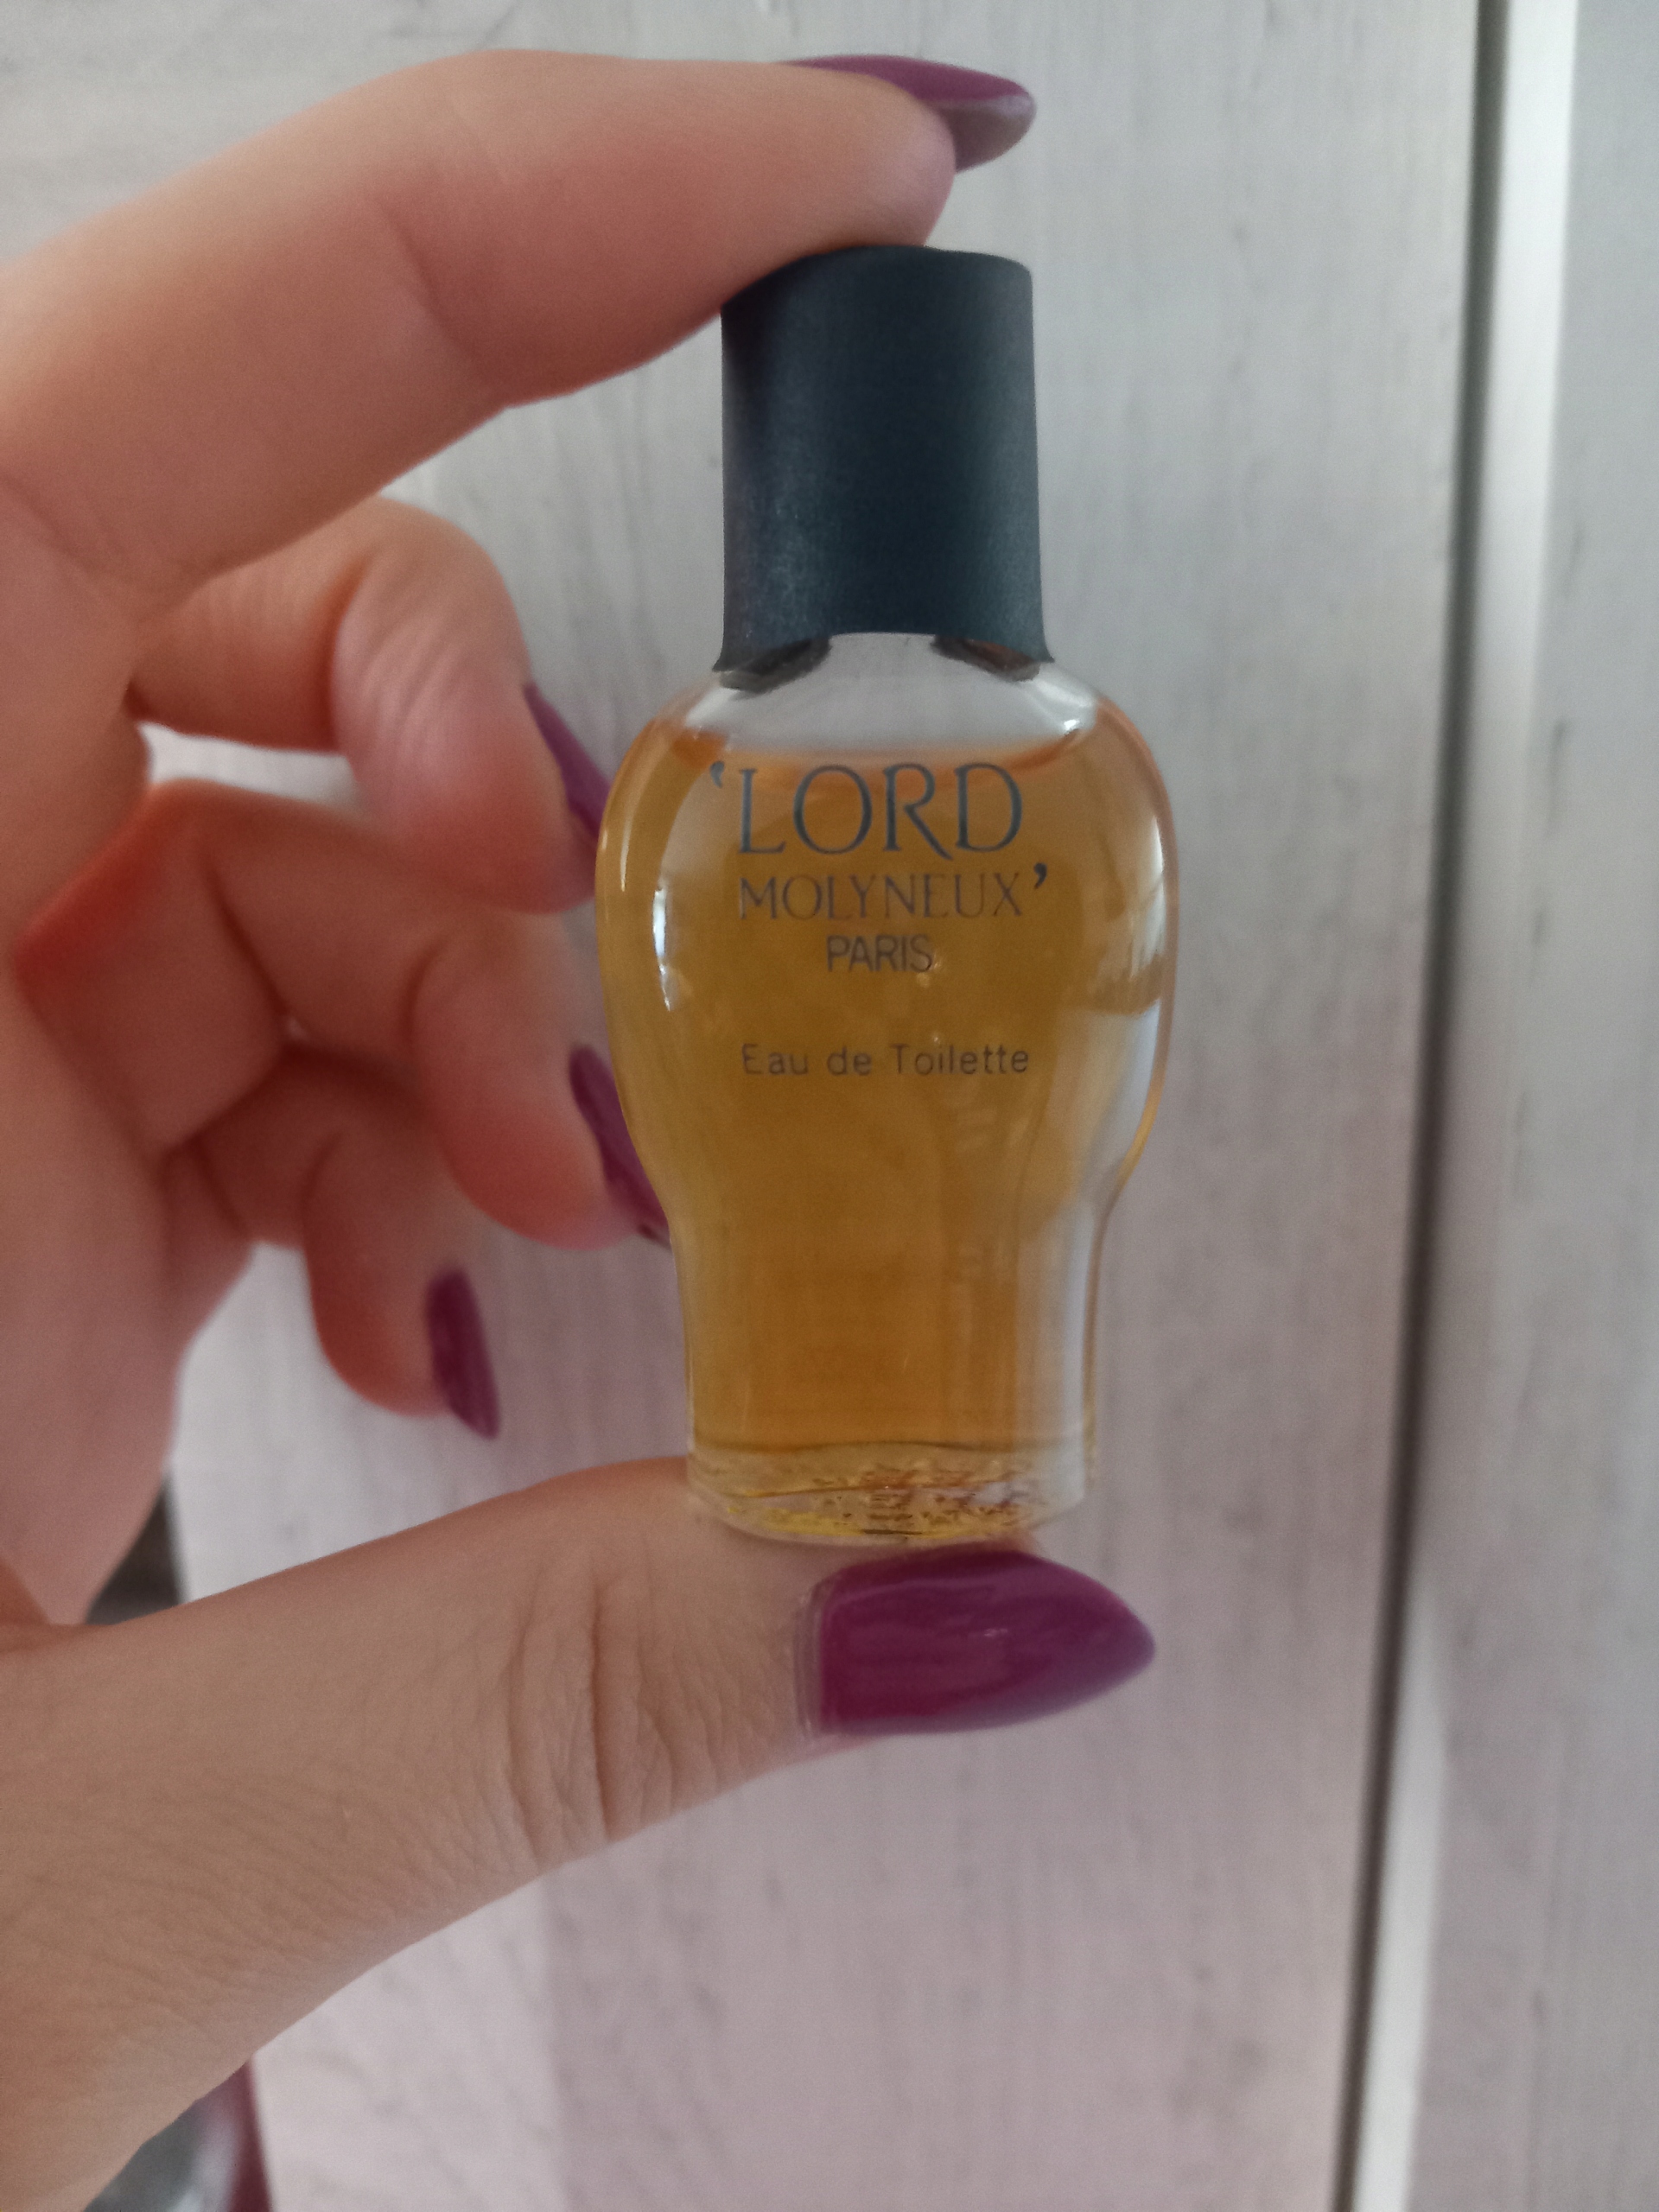 ‘LORD
MOLYNEUX’
PARIS
Eau de Toilette